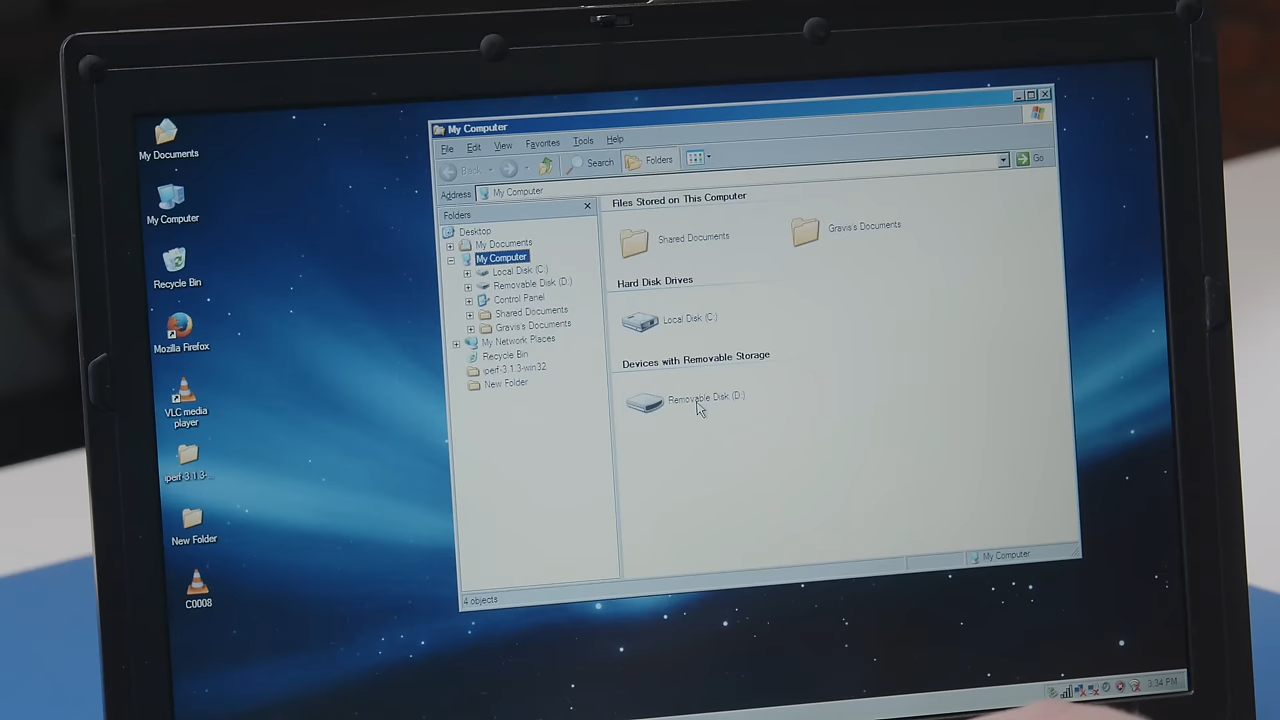 My Documents
My Computer
Recycle Bin
Mozilla Firefox
VLC media
player
iperf-3.1.3-...
New Folder
C0008
My Computer
File Edit View Favorites Tools Help
Back Search Folders
Address My Computer Go
Folders
Desktop
My Documents
My Computer
Local Disk (C:)
Removable Disk (D:)
Control Panel
Shared Documents
Gravis's Documents
My Network Places
Recycle Bin
iperf-3.1.3-win32
New Folder
Files Stored on This Computer
Shared Documents
Gravis's Documents
Hard Disk Drives
Local Disk (C:)
Devices with Removable Storage
Removable Disk (D:)
4 objects
My Computer
3:34 PM